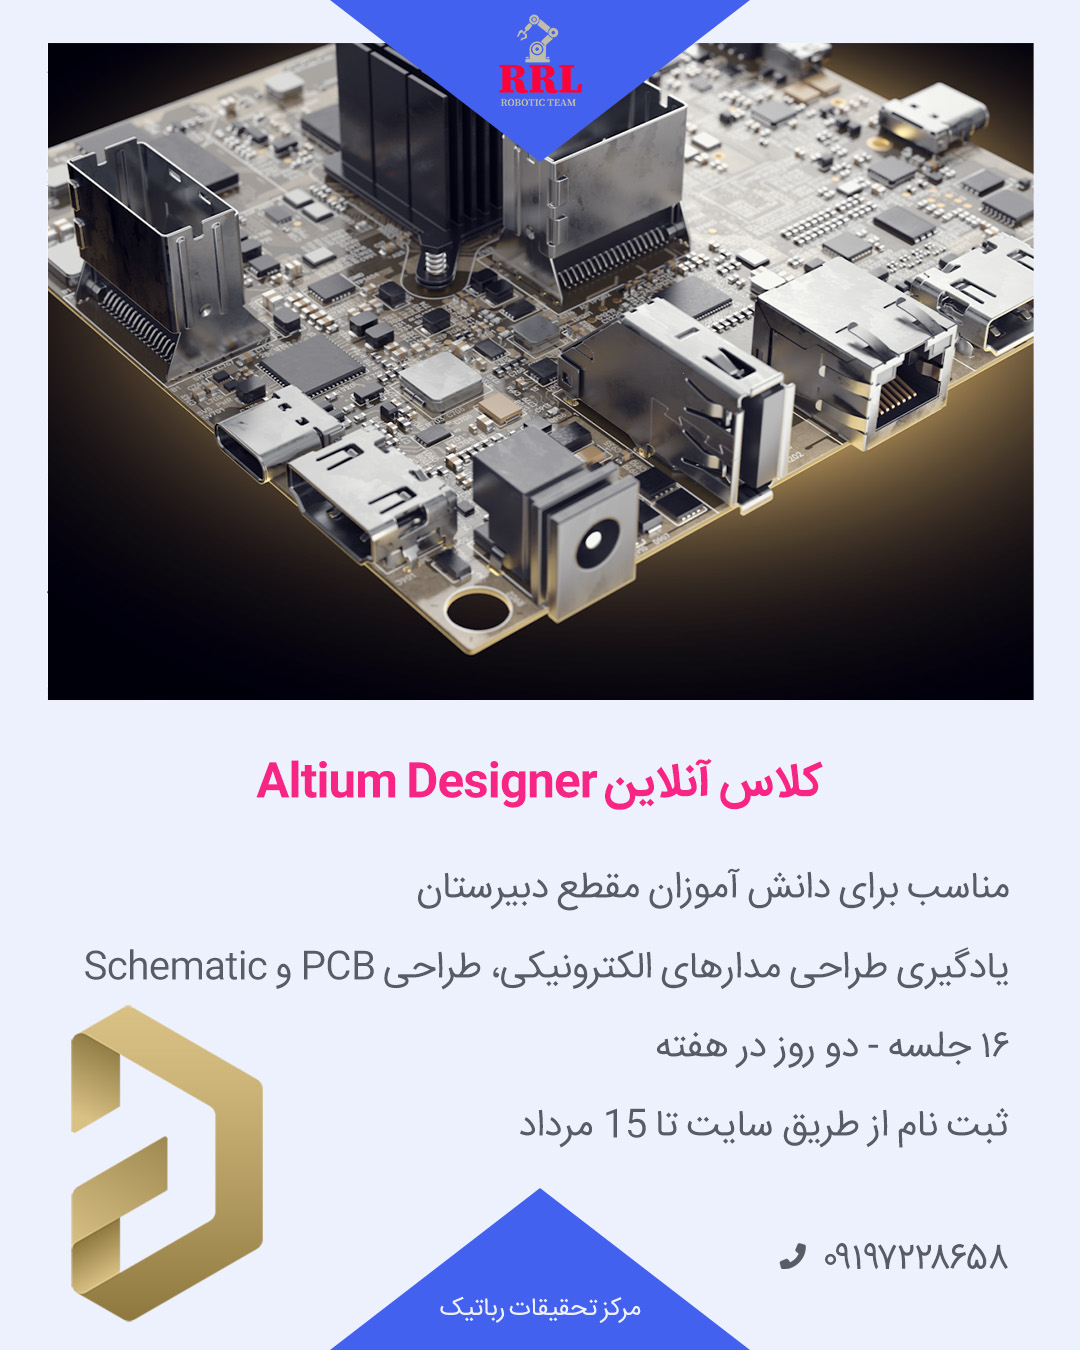 RRL
ROBOTIC TEAM
کلاس آنلاین Altium Designer
مناسب برای دانش آموزان مقطع دبیرستان
یادگیری طراحی مدارهای الکترونیکی، طراحی PCB و Schematic
۱۶ جلسه - دو روز در هفته
ثبت نام از طریق سایت تا 15 مرداد
۰۹۱۹۷۲۲۸۶۵۸
مرکز تحقیقات رباتیک